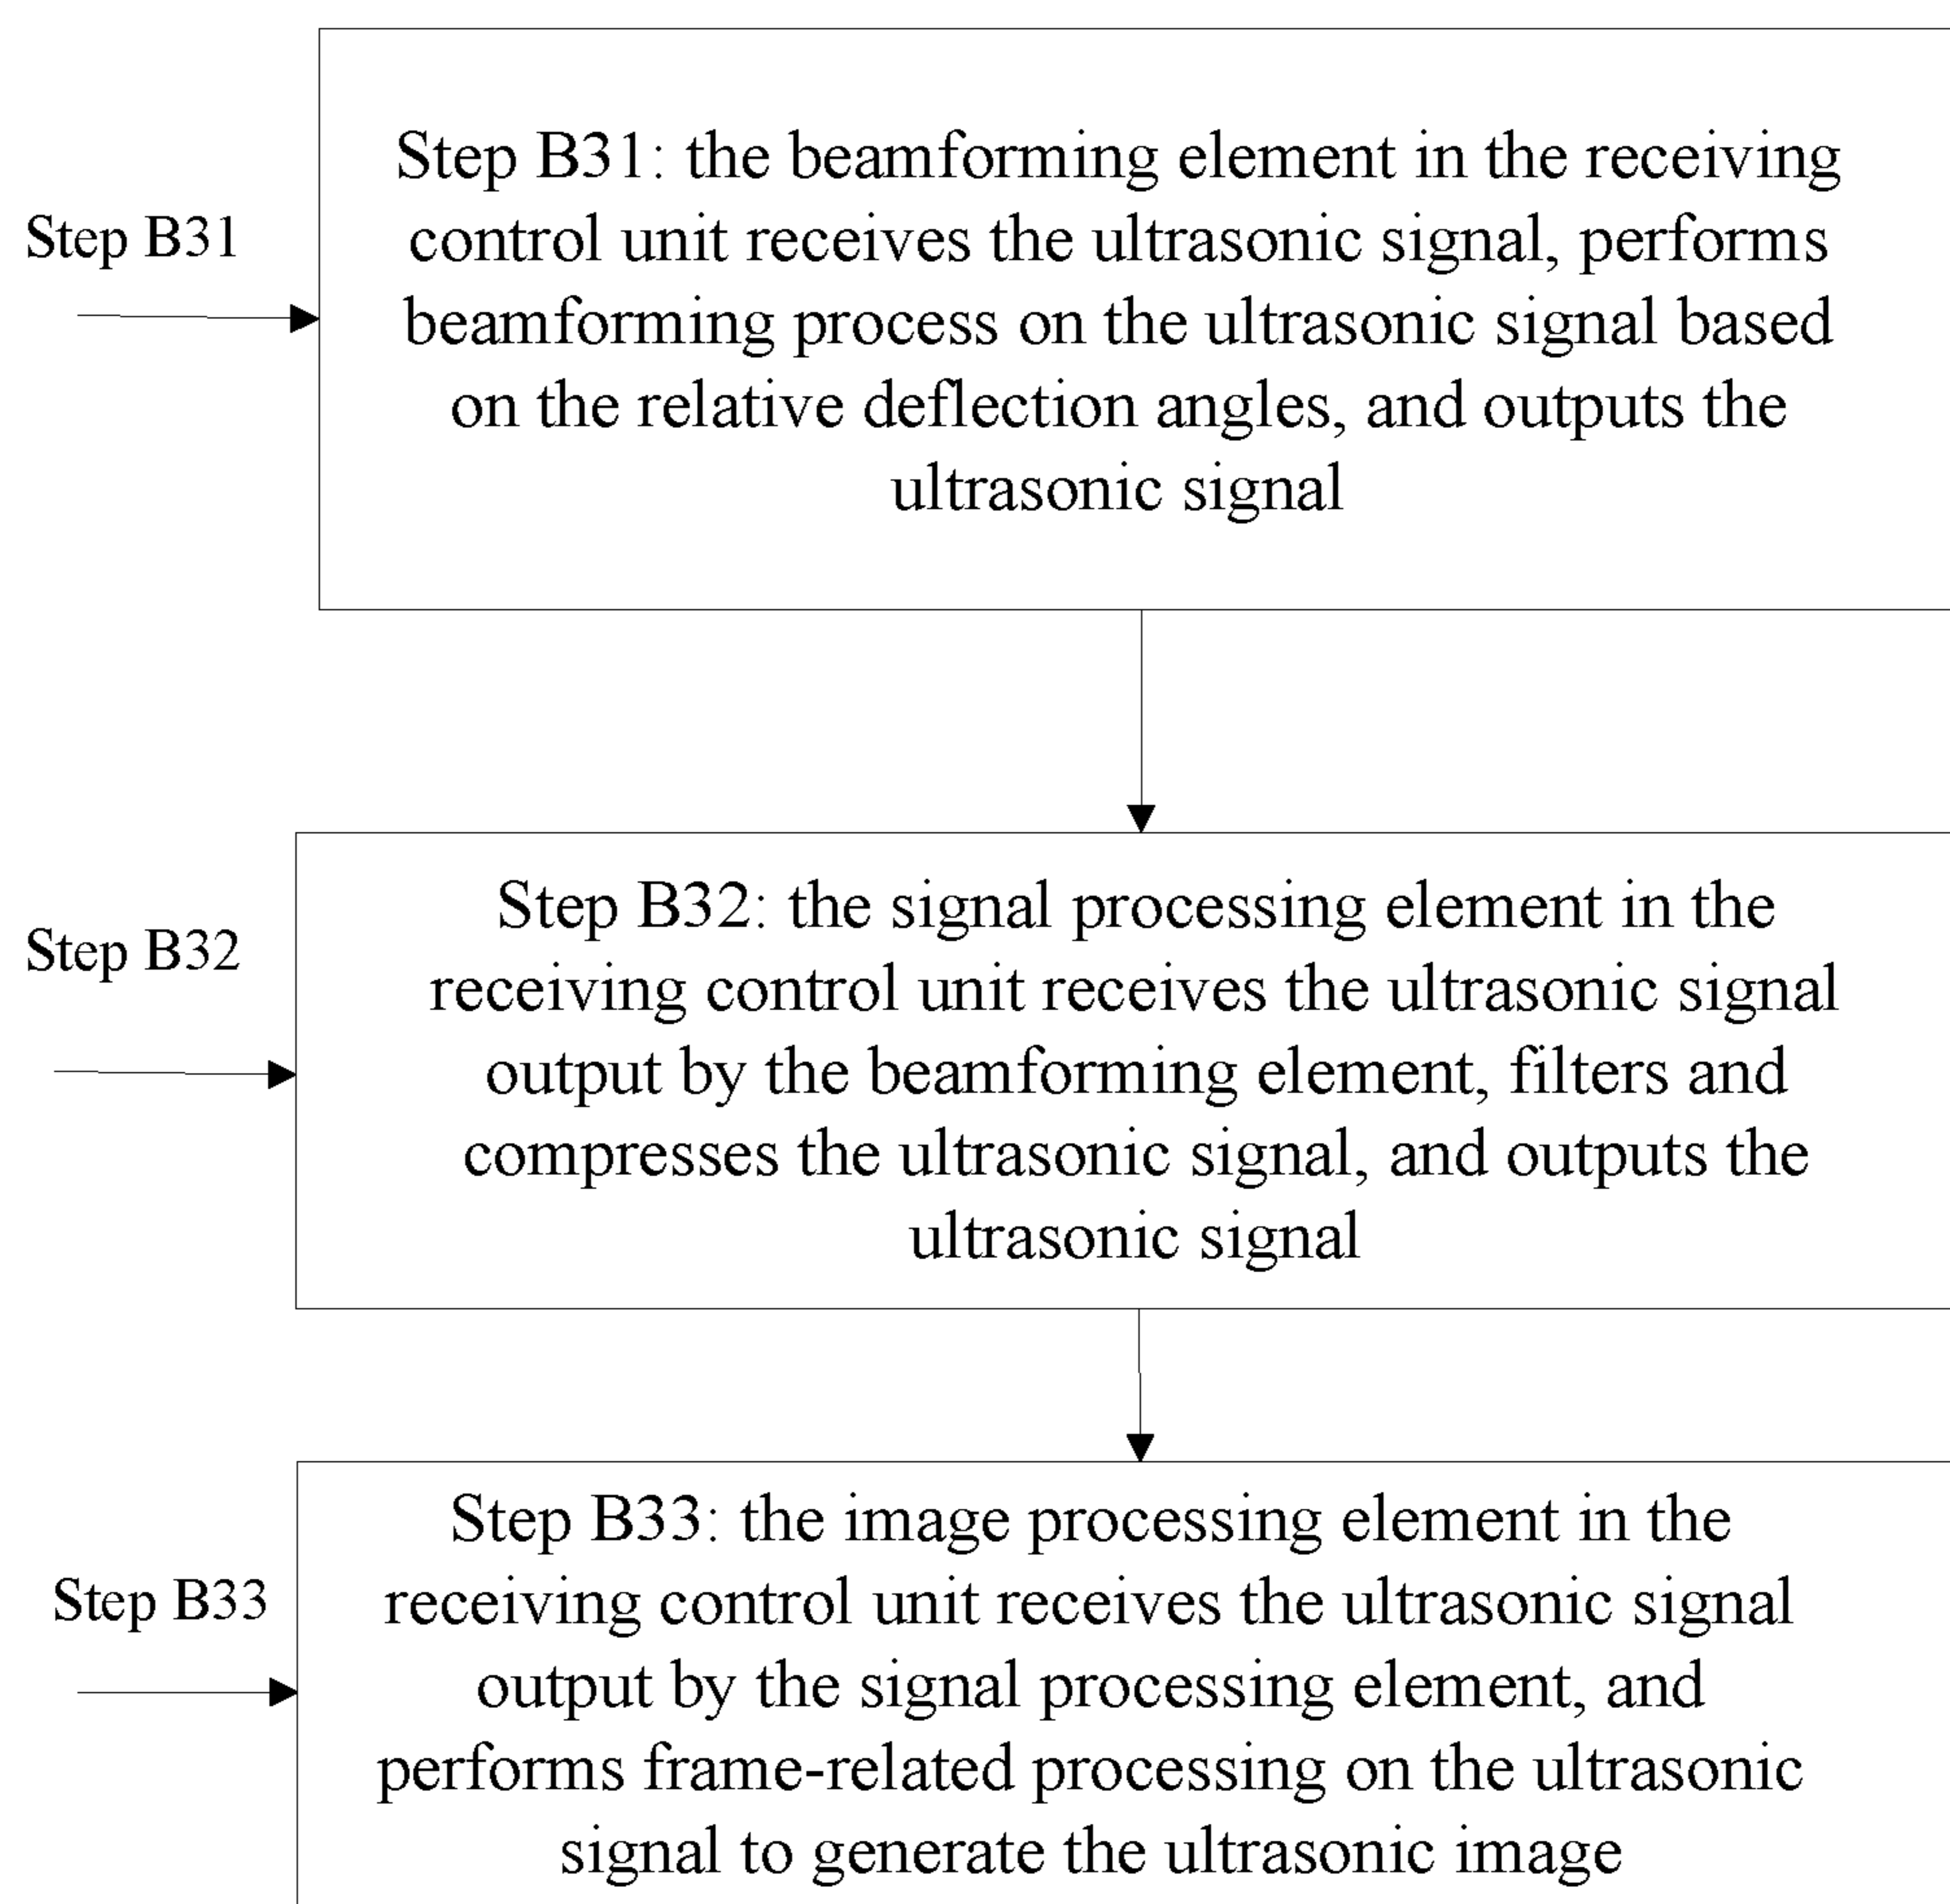 Step B31
Step B31: the beamforming element in the receiving
control unit receives the ultrasonic signal, performs
beamforming process on the ultrasonic signal based
on the relative deflection angles, and outputs the
ultrasonic signal
Step B32
Step B32: the signal processing element in the
receiving control unit receives the ultrasonic signal
output by the beamforming element, filters and
compresses the ultrasonic signal, and outputs the
ultrasonic signal
Step B33
Step B33: the image processing element in the
receiving control unit receives the ultrasonic signal
output by the signal processing element, and
performs frame-related processing on the ultrasonic
signal to generate the ultrasonic image